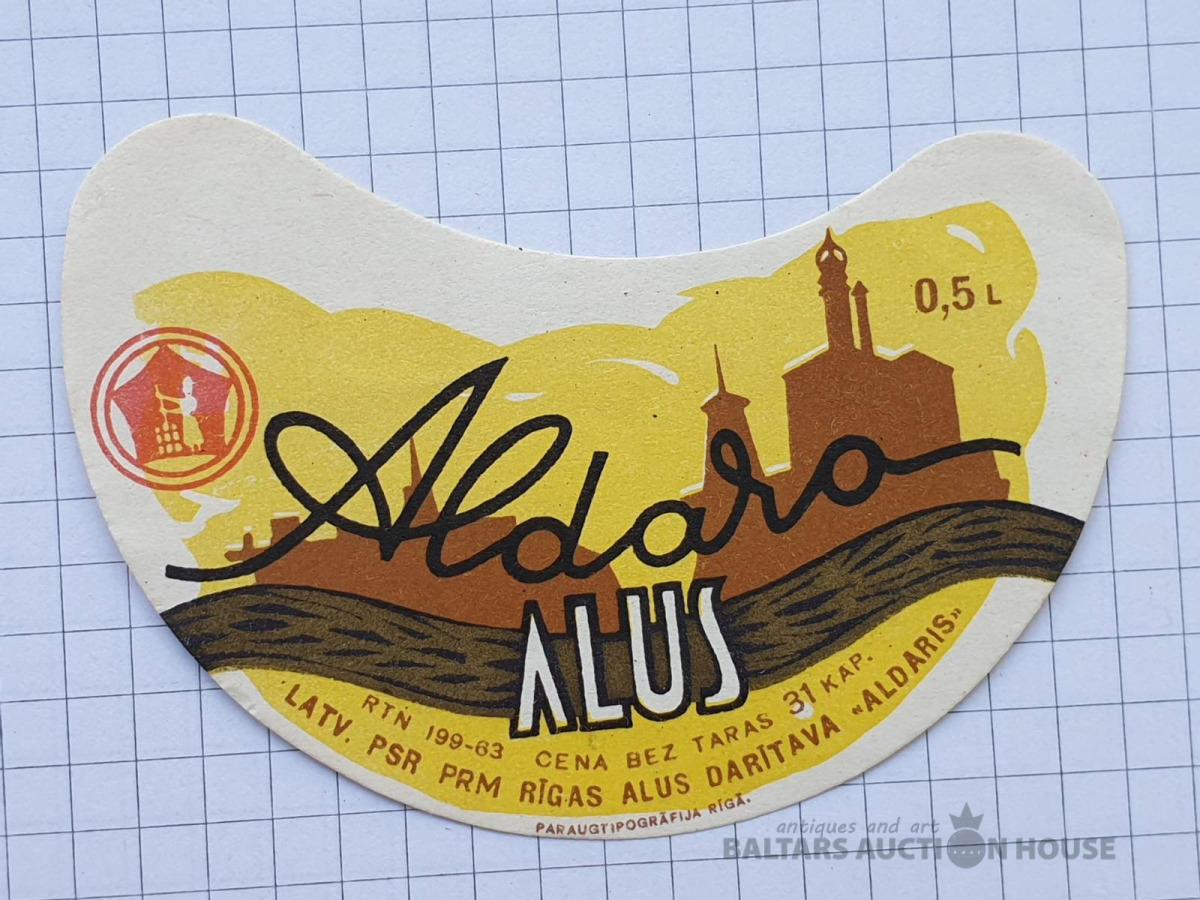 0,5 L
Aldara
ALUS
RTN 199-63 CENA BEZ TARAS 31 KAP.
LATV. PSR PRM RĪGAS ALUS DARĪTAVA «ALDARIS»
PARAUGTIPOGRĀFIJA RĪGĀ.
antiques and art
BALTARS AUCTION HOUSE